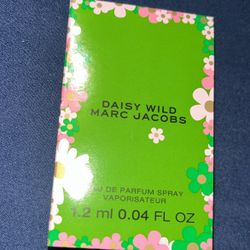 DAISY WILD
MARC JACOBS
EAU DE PARFUM SPRAY
VAPORISATEUR
1.2 ml 0.04 FL OZ